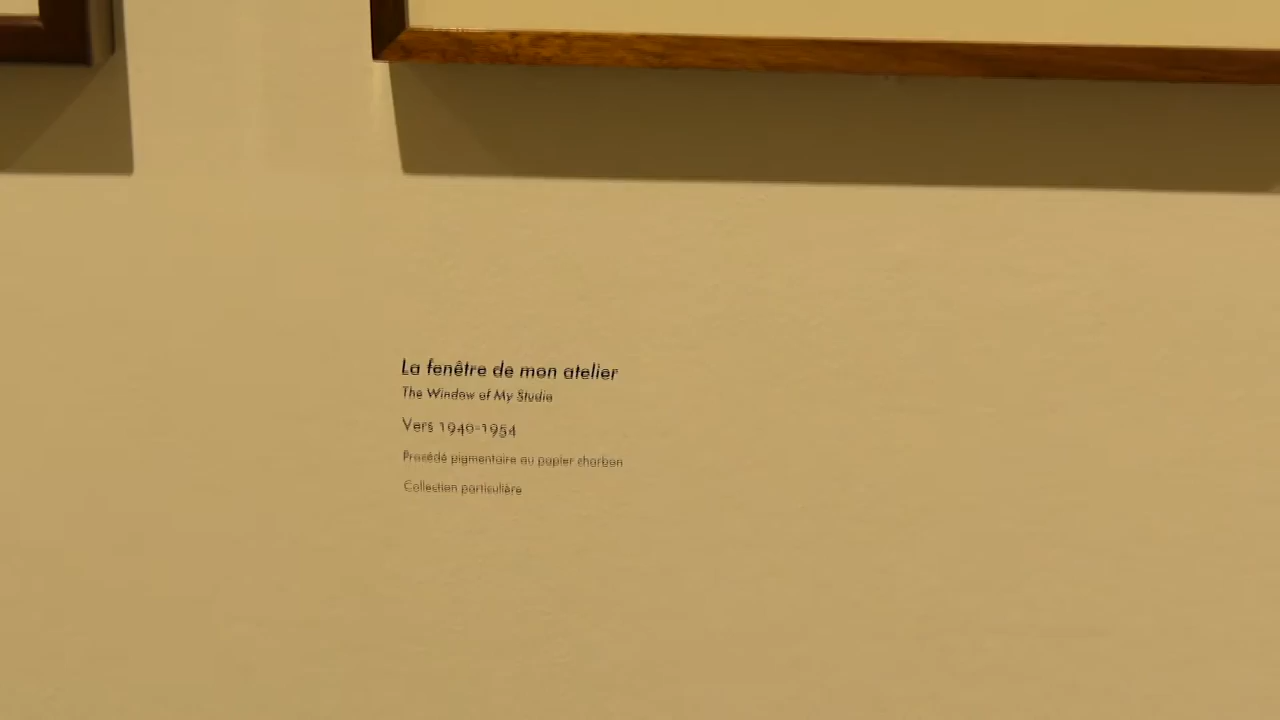 La fenêtre de mon atelier
The Window of My Studio
Vers 1940-1954
Procédé pigmentaire au papier charbon
Collection particulière